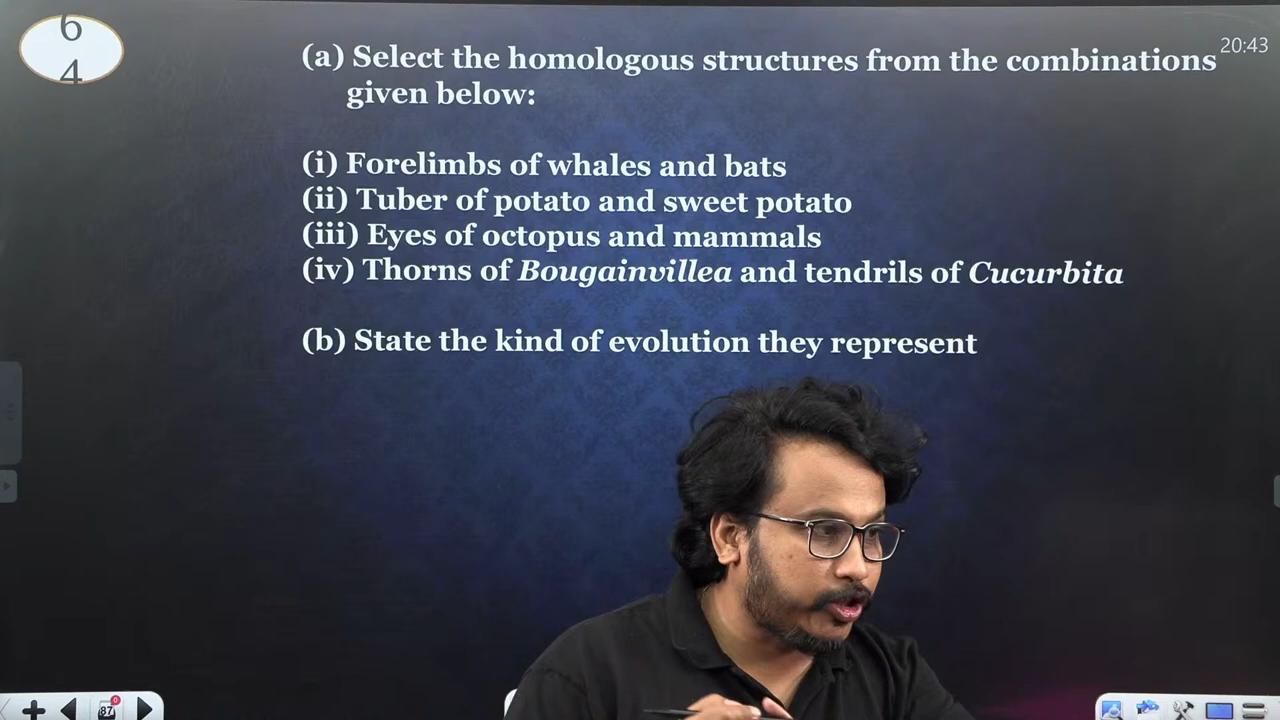 6
4
20:43
(a) Select the homologous structures from the combinations
given below:
(i) Forelimbs of whales and bats
(ii) Tuber of potato and sweet potato
(iii) Eyes of octopus and mammals
(iv) Thorns of Bougainvillea and tendrils of Cucurbita
(b) State the kind of evolution they represent
87
0